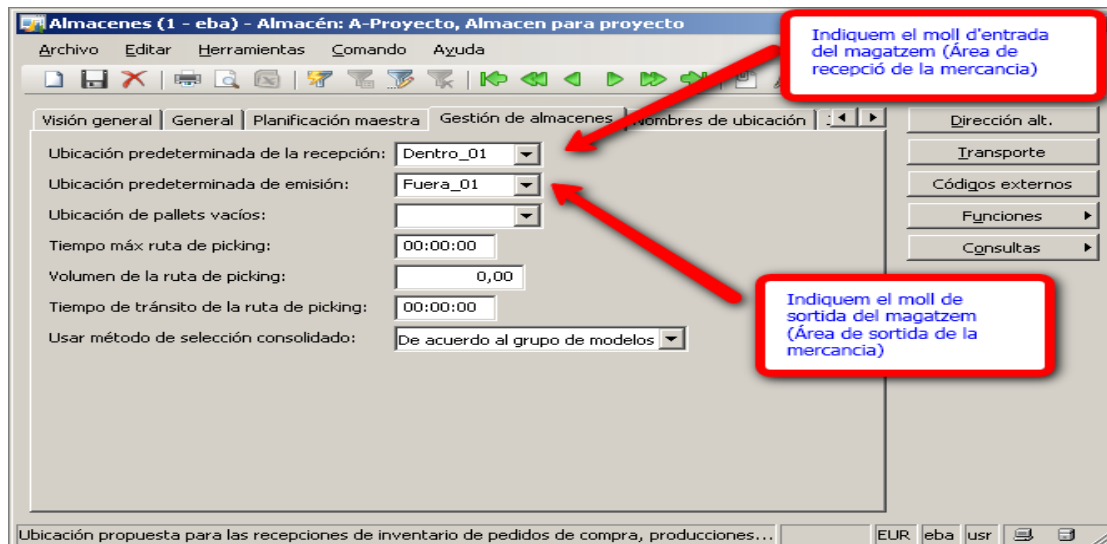 Almacenes (1 - eba) - Almacén: A-Proyecto, Almacen para proyecto
Archivo Editar Herramientas Comando Ayuda
Indiquem el moll d'entrada
del magatzem (Área de
recepció de la mercancia)
Visión general General Planificación maestra Gestión de almacenes Nombres de ubicación
Dirección alt.
Ubicación predeterminada de la recepción: Dentro_01
Transporte
Ubicación predeterminada de emisión: Fuera_01
Códigos externos
Ubicación de pallets vacíos:
Funciones
Tiempo máx ruta de picking: 00:00:00
Consultas
Volumen de la ruta de picking: 0,00
Tiempo de tránsito de la ruta de picking: 00:00:00
Usar método de selección consolidado: De acuerdo al grupo de modelos
Indiquem el moll de
sortida del magatzem
(Área de sortida de la
mercancia)
Ubicación propuesta para las recepciones de inventario de pedidos de compra, producciones... EUR eba usr